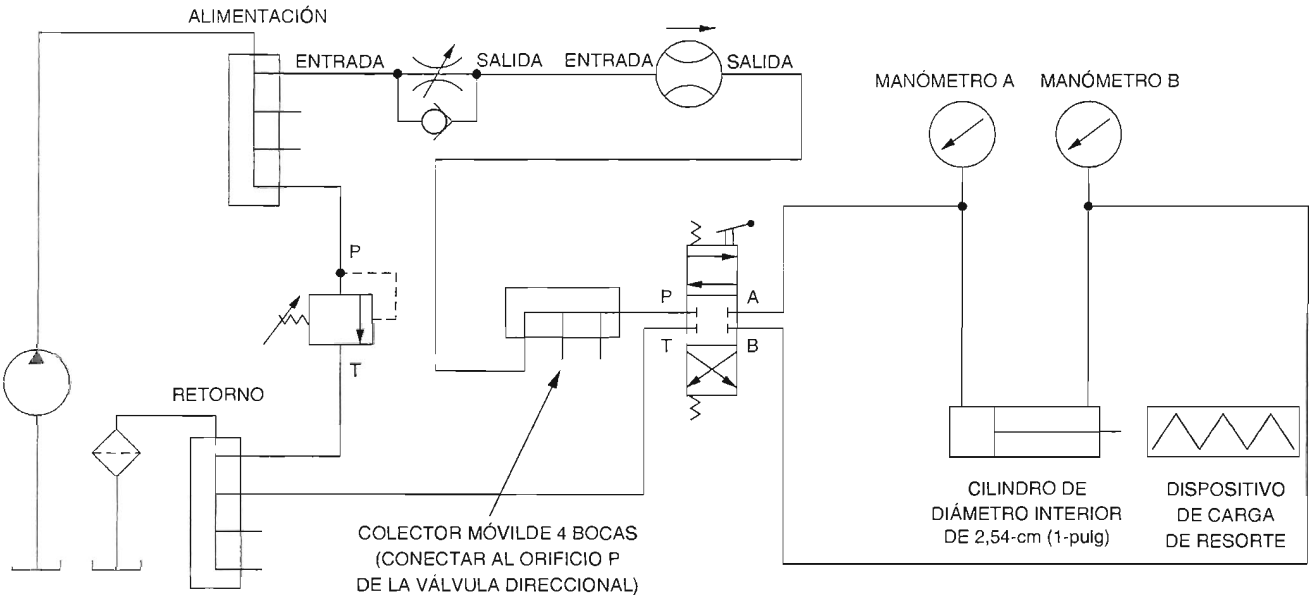 ALIMENTACIÓN
ENTRADA
SALIDA
ENTRADA
SALIDA
MANÓMETRO A
MANÓMETRO B
P
T
P
A
T
B
RETORNO
COLECTOR MÓVILDE 4 BOCAS
(CONECTAR AL ORIFICIO P
DE LA VÁLVULA DIRECCIONAL)
CILINDRO DE
DIÁMETRO INTERIOR
DE 2,54-cm (1-pulg)
DISPOSITIVO
DE CARGA
DE RESORTE